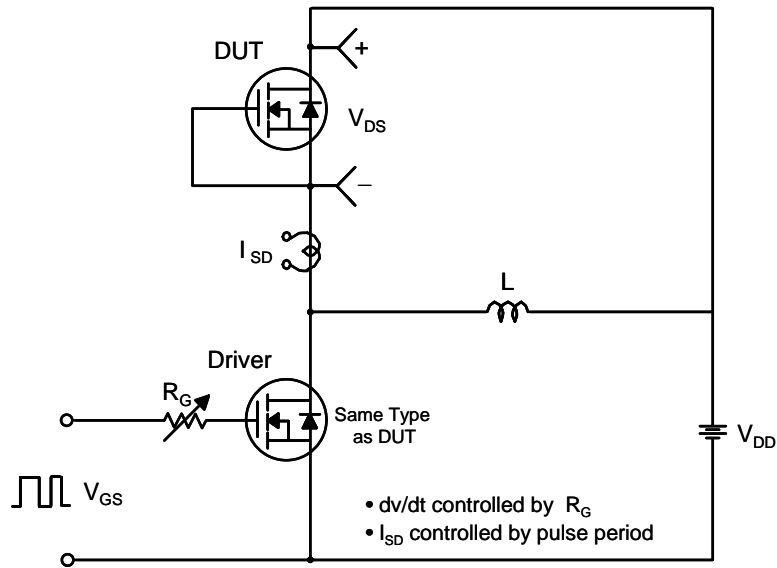 DUT
+
V_DS
−
I_SD
L
Driver
R_G
Same Type
as DUT
V_DD
V_GS
• dv/dt controlled by R_G
• I_SD controlled by pulse period